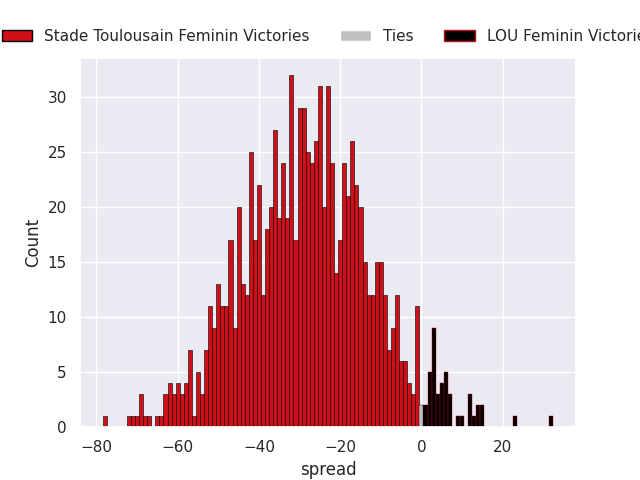 Stade Toulousain Feminin Victories Ties LOU Feminin Victorie
30
25
20
15
10
5
0
Count
−80 −60 −40 −20 0 20
spread